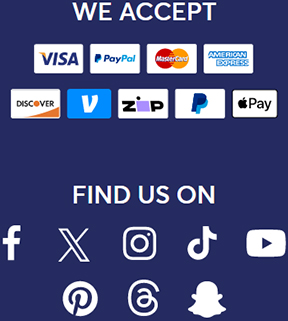 WE ACCEPT
VISA PayPal MasterCard AMERICAN EXPRESS
DISCOVER V ZIP P Pay
FIND US ON